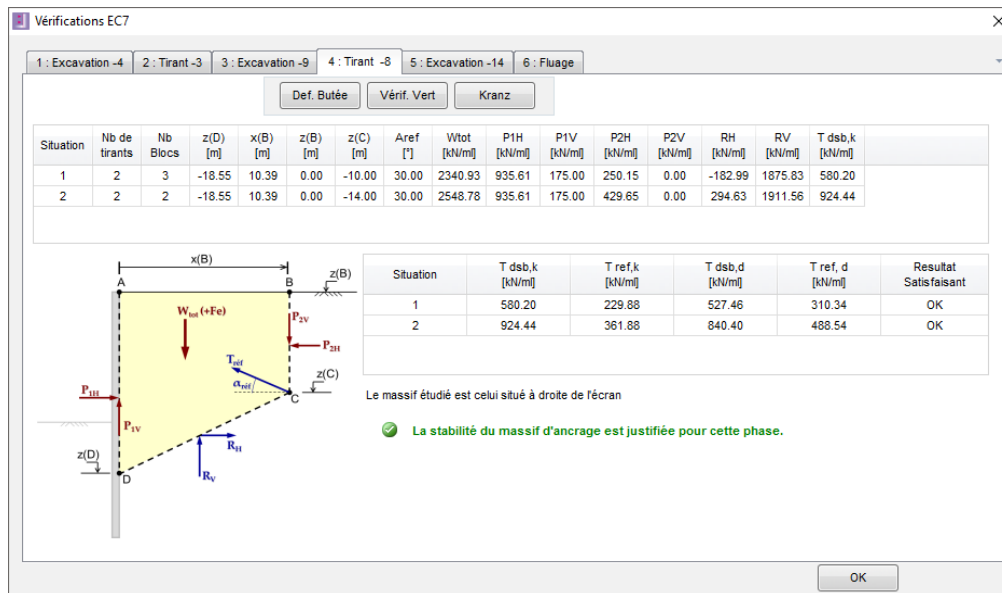 Vérifications EC7
1 : Excavation -4 2 : Tirant -3 3 : Excavation -9 4 : Tirant -8 5 : Excavation -14 6 : Fluage
Def. Butée Vérif. Vert Kranz
Situation Nb de tirants Nb Blocs z(D) [m] x(B) [m] z(B) [m] z(C) [m] Aref [°] Wtot [kN/ml] P1H [kN/ml] P1V [kN/ml] P2H [kN/ml] P2V [kN/ml] RH [kN/ml] RV [kN/ml] T dsb,k [kN/ml]
1 2 3 -18.55 10.39 0.00 -10.00 30.00 2340.93 935.61 175.00 250.15 0.00 -182.99 1875.83 580.20
2 2 2 -18.55 10.39 0.00 -14.00 30.00 2548.78 935.61 175.00 429.65 0.00 294.63 1911.56 924.44
x(B)
z(B)
A
B
Wtot (+Fe)
P2V
P2H
Tréf
z(C)
αréf
C
P1H
P1V
RH
z(D)
D
RV
Situation T dsb,k [kN/ml] T ref,k [kN/ml] T dsb,d [kN/ml] T ref, d [kN/ml] Resultat Satisfaisant
1 580.20 229.88 527.46 310.34 OK
2 924.44 361.88 840.40 488.54 OK
Le massif étudié est celui situé à droite de l'écran
La stabilité du massif d'ancrage est justifiée pour cette phase.
OK